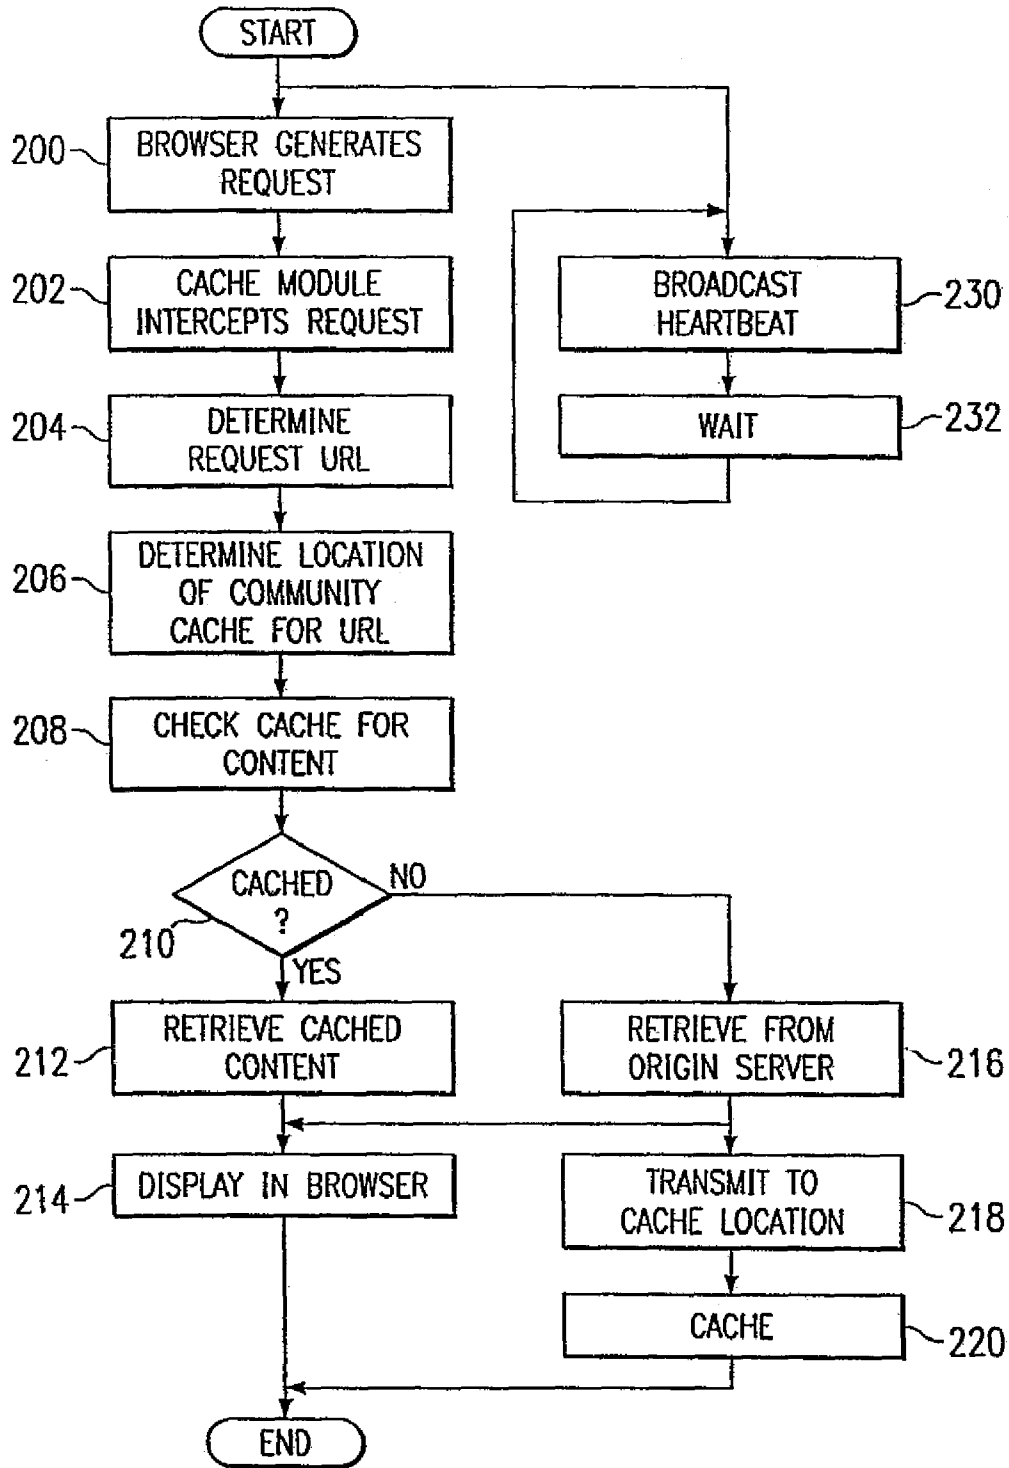 START
200
BROWSER GENERATES
REQUEST
202
CACHE MODULE
INTERCEPTS REQUEST
BROADCAST
HEARTBEAT
230
204
DETERMINE
REQUEST URL
WAIT
232
206
DETERMINE LOCATION
OF COMMUNITY
CACHE FOR URL
208
CHECK CACHE FOR
CONTENT
CACHED
?
NO
210
YES
212
RETRIEVE CACHED
CONTENT
RETRIEVE FROM
ORIGIN SERVER
216
214
DISPLAY IN BROWSER
TRANSMIT TO
CACHE LOCATION
218
CACHE
220
END